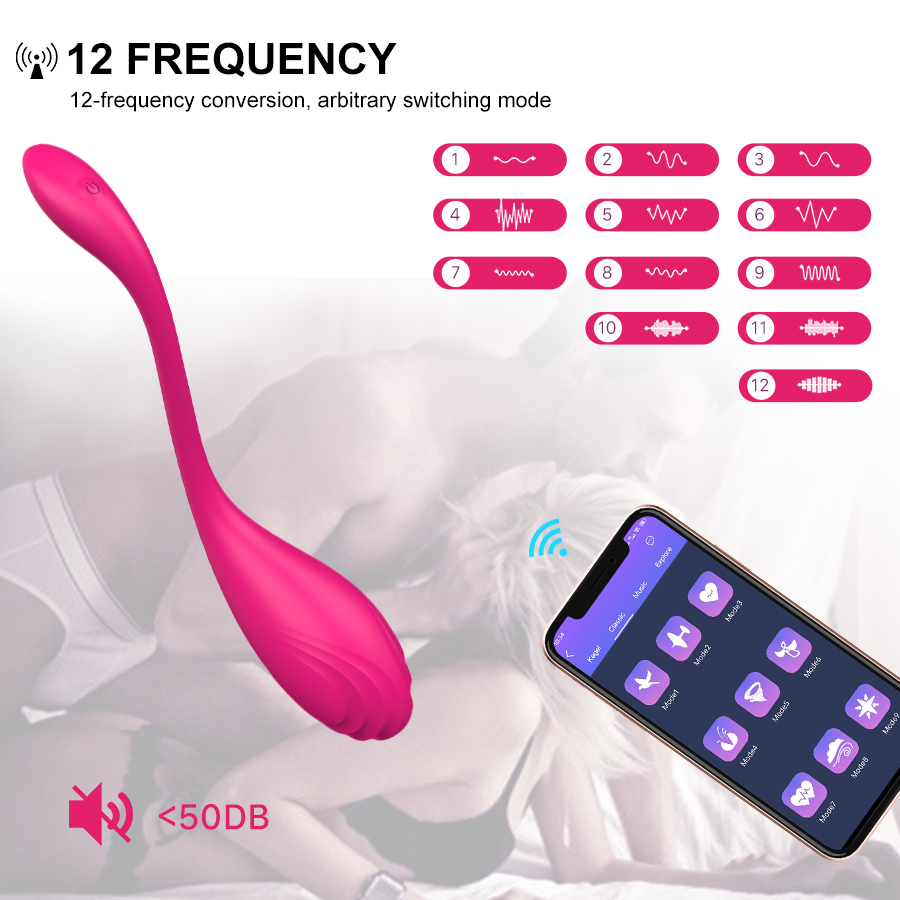 12 FREQUENCY
12-frequency conversion, arbitrary switching mode
1
2
3
4
5
6
7
8
9
10
11
12
Kegel
Classic
Music
Explore
Mode1
Mode2
Mode3
Mode4
Mode5
Mode6
Mode7
Mode8
Mode9
<50DB